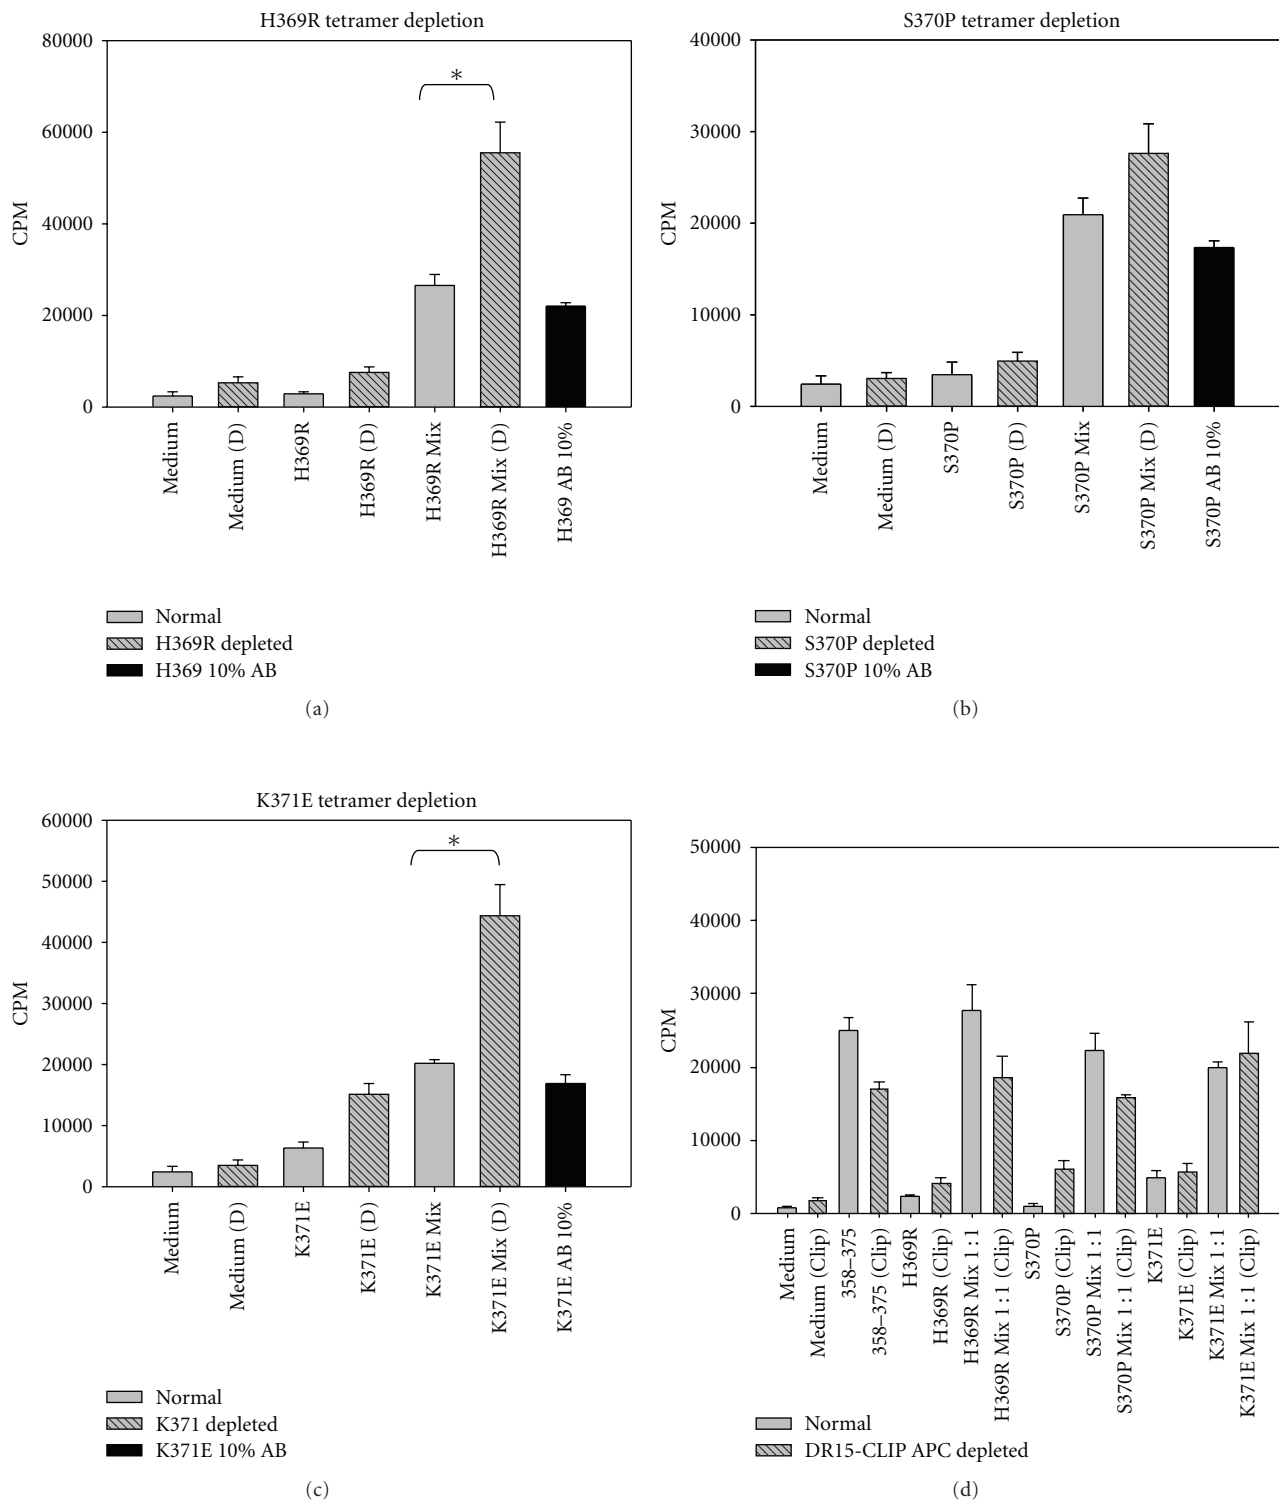 H369R tetramer depletion
80000
60000
40000
20000
0
CPM
*
Medium
Medium (D)
H369R
H369R (D)
H369R Mix
H369R Mix (D)
H369 AB 10%
Normal
H369R depleted
H369 10% AB
(a)
S370P tetramer depletion
40000
30000
20000
10000
0
CPM
Medium
Medium (D)
S370P
S370P (D)
S370P Mix
S370P Mix (D)
S370P AB 10%
Normal
S370P depleted
S370P 10% AB
(b)
K371E tetramer depletion
60000
50000
40000
30000
20000
10000
0
CPM
*
Medium
Medium (D)
K371E
K371E (D)
K371E Mix
K371E Mix (D)
K371E AB 10%
Normal
K371 depleted
K371E 10% AB
(c)
50000
40000
30000
20000
10000
0
CPM
Medium
Medium (Clip)
358–375
358–375 (Clip)
H369R
H369R (Clip)
H369R Mix 1 : 1
H369R Mix 1 : 1 (Clip)
S370P
S370P (Clip)
S370P Mix 1 : 1
S370P Mix 1 : 1 (Clip)
K371E
K371E (Clip)
K371E Mix 1 : 1
K371E Mix 1 : 1 (Clip)
Normal
DR15-CLIP APC depleted
(d)